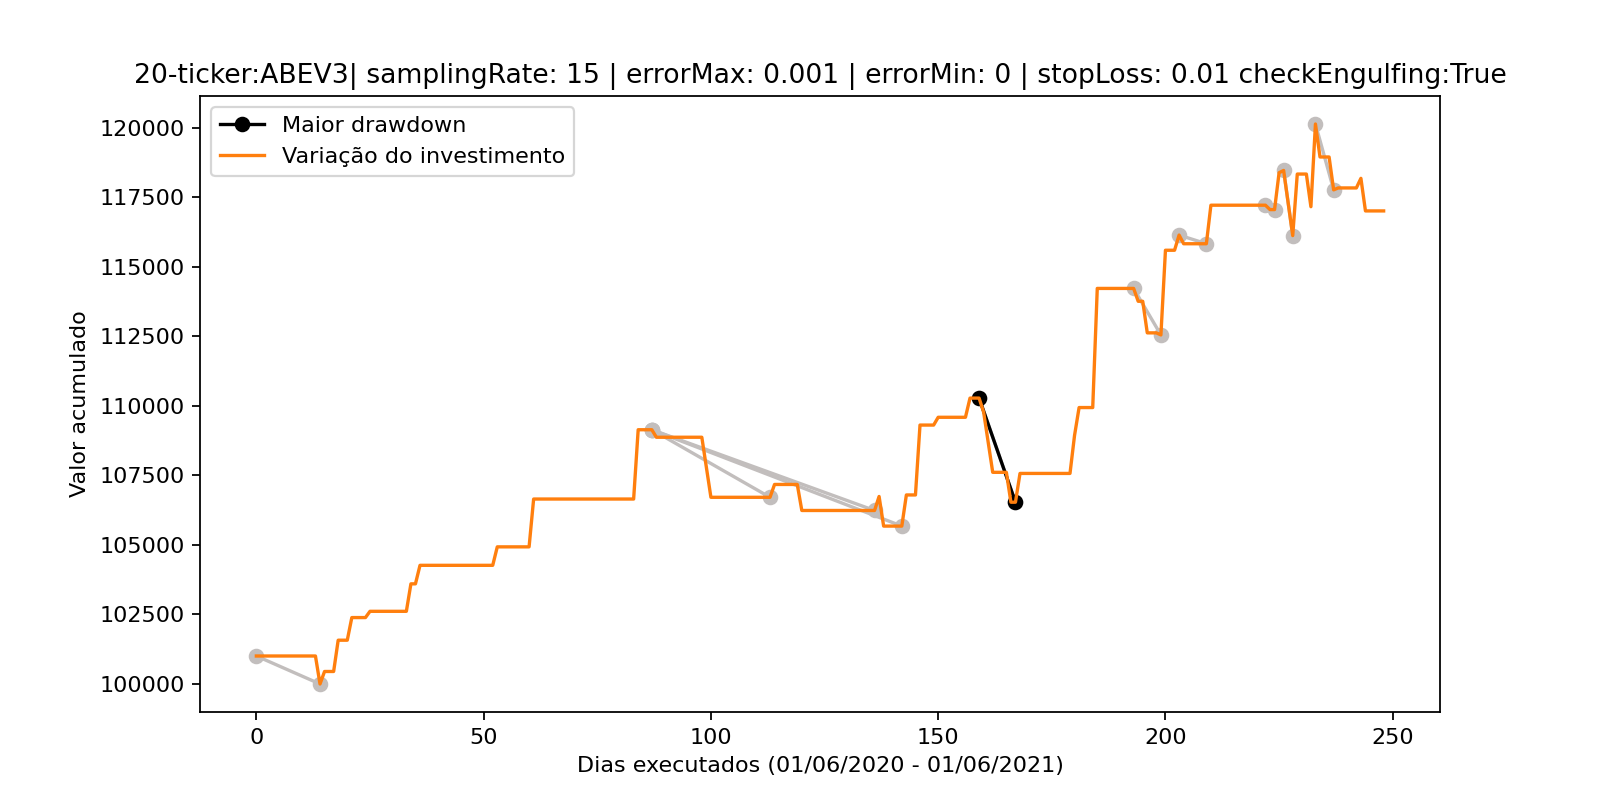 20-ticker:ABEV3| samplingRate: 15 | errorMax: 0.001 | errorMin: 0 | stopLoss: 0.01 checkEngulfing:True
Maior drawdown
Variação do investimento
120000
117500
115000
112500
110000
107500
105000
102500
100000
Valor acumulado
0 50 100 150 200 250
Dias executados (01/06/2020 - 01/06/2021)